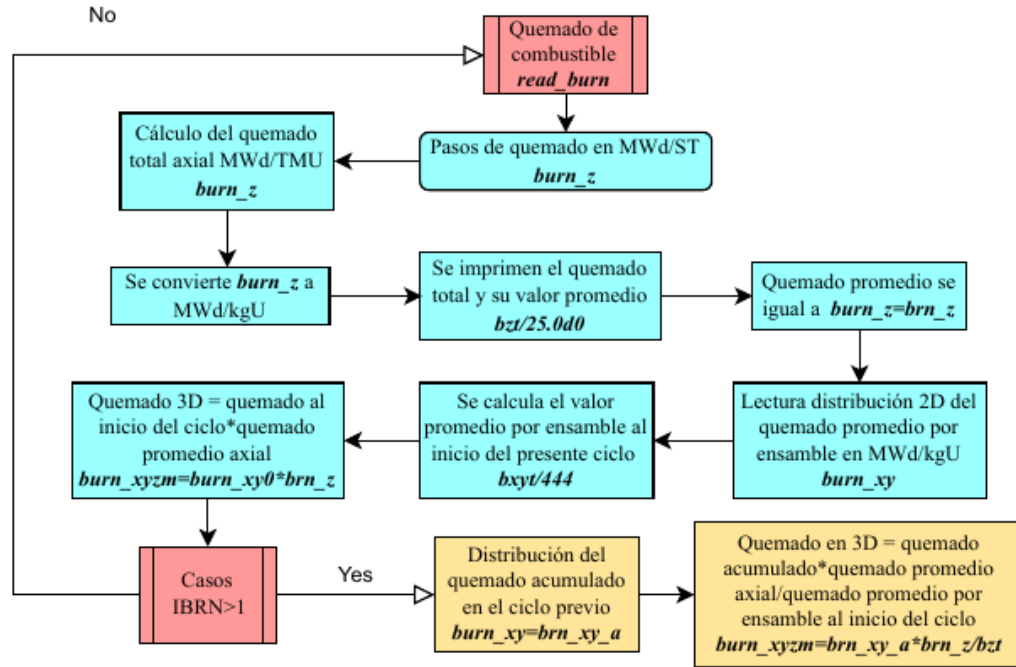 No
Quemado de
combustible
read_burn
Pasos de quemado en MWd/ST
burn_z
Cálculo del quemado
total axial MWd/TMU
burn_z
Se convierte burn_z a
MWd/kgU
Se imprimen el quemado
total y su valor promedio
bzt/25.0d0
Quemado promedio se
igual a burn_z=brn_z
Lectura distribución 2D del
quemado promedio por
ensamble en MWd/kgU
burn_xy
Se calcula el valor
promedio por ensamble al
inicio del presente ciclo
bxyt/444
Quemado 3D = quemado al
inicio del ciclo*quemado
promedio axial
burn_xyzm=burn_xy0*brn_z
Casos
IBRN>1
Yes
Distribución del
quemado acumulado
en el ciclo previo
burn_xy=brn_xy_a
Quemado en 3D = quemado
acumulado*quemado promedio
axial/quemado promedio por
ensamble al inicio del ciclo
burn_xyzm=brn_xy_a*brn_z/bzt